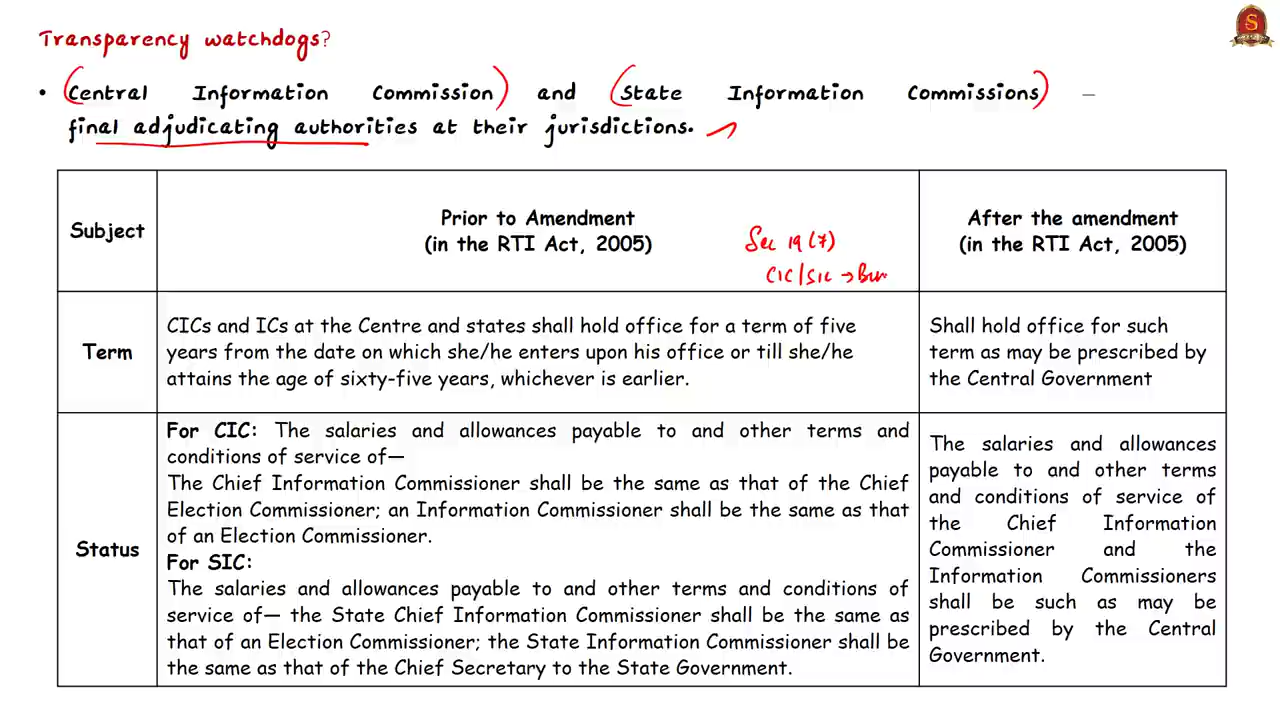 Transparency watchdogs?
• Central Information Commission and State Information Commissions –
final adjudicating authorities at their jurisdictions.
Subject
Prior to Amendment
(in the RTI Act, 2005)
Sec 19 (7)
CIC/SIC →
After the amendment
(in the RTI Act, 2005)
Term
CICs and ICs at the Centre and states shall hold office for a term of five
years from the date on which she/he enters upon his office or till she/he
attains the age of sixty-five years, whichever is earlier.
Shall hold office for such
term as may be prescribed by
the Central Government
Status
For CIC: The salaries and allowances payable to and other terms and
conditions of service of—
The Chief Information Commissioner shall be the same as that of the Chief
Election Commissioner; an Information Commissioner shall be the same as that
of an Election Commissioner.
For SIC:
The salaries and allowances payable to and other terms and conditions of
service of— the State Chief Information Commissioner shall be the same as
that of an Election Commissioner; the State Information Commissioner shall be
the same as that of the Chief Secretary to the State Government.
The salaries and allowances
payable to and other terms
and conditions of service of
the Chief Information
Commissioner and the
Information Commissioners
shall be such as may be
prescribed by the Central
Government.